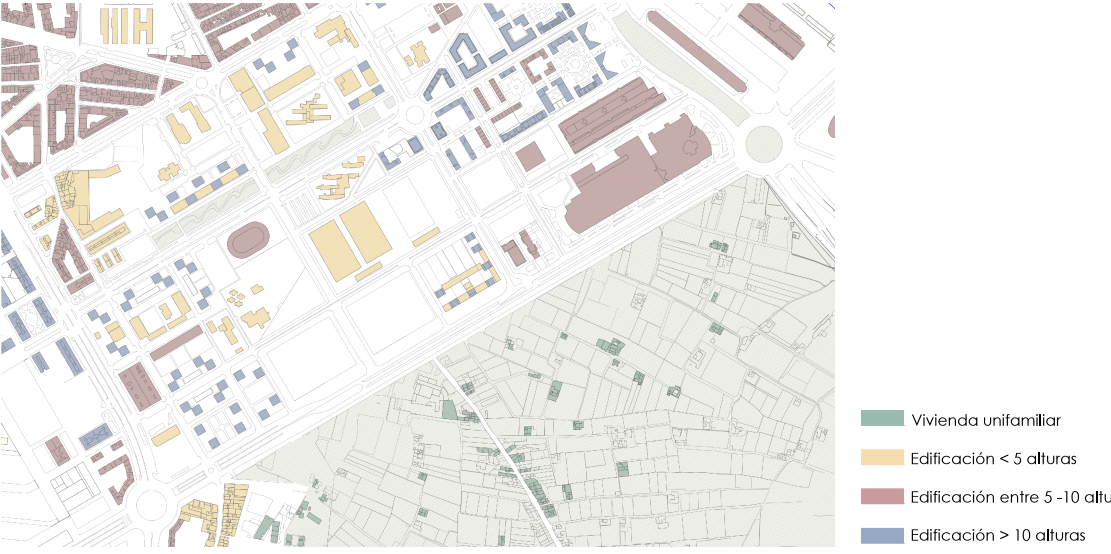 Vivienda unifamiliar
Edificación < 5 alturas
Edificación entre 5 -10 altu
Edificación > 10 alturas